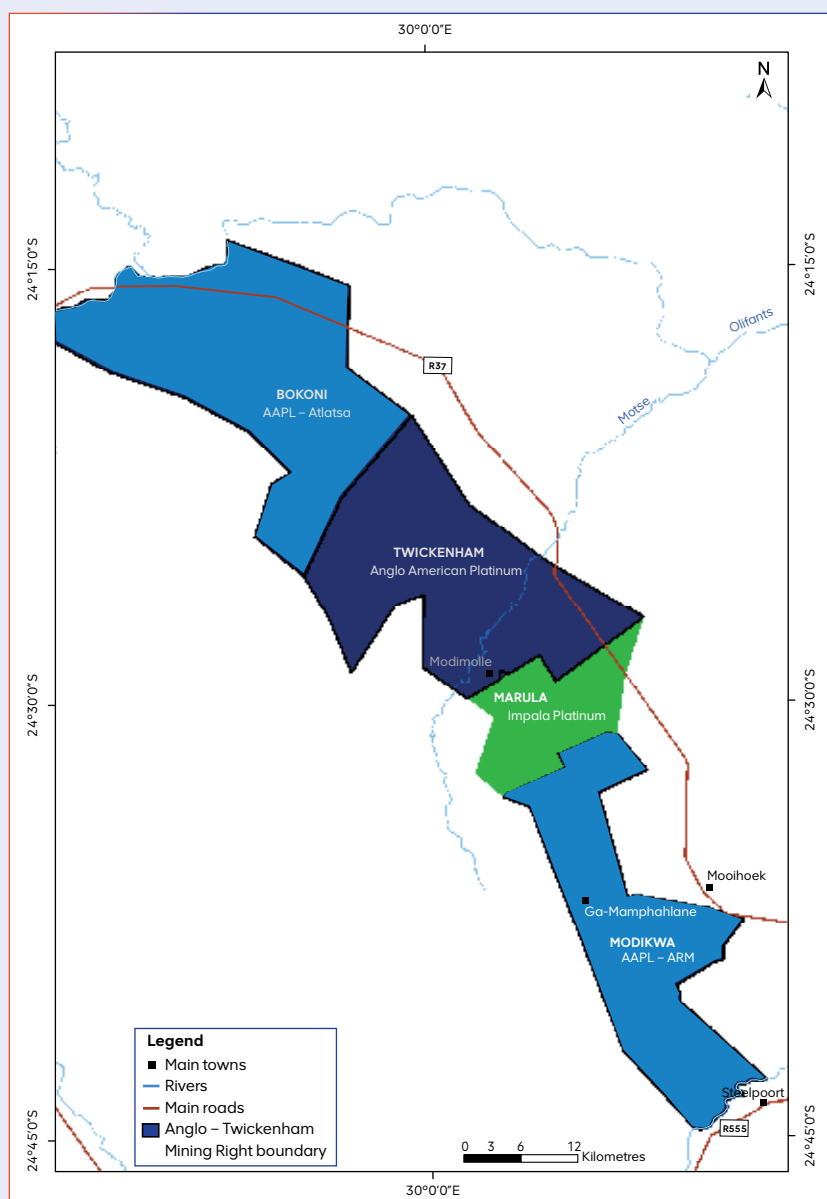 30°0'0"E
N
24°15'0"S
24°15'0"S
Olifants
R37
Motse
BOKONI
AAPL – Atlatsa
TWICKENHAM
Anglo American Platinum
Modimolle
MARULA
Impala Platinum
24°30'0"S
24°30'0"S
Mooihoek
Ga-Mamphahlane
MODIKWA
AAPL – ARM
Legend
Main towns
Rivers
Main roads
Anglo – Twickenham
Mining Right boundary
Steelpoort
R555
24°45'0"S
24°45'0"S
0 3 6 12
Kilometres
30°0'0"E